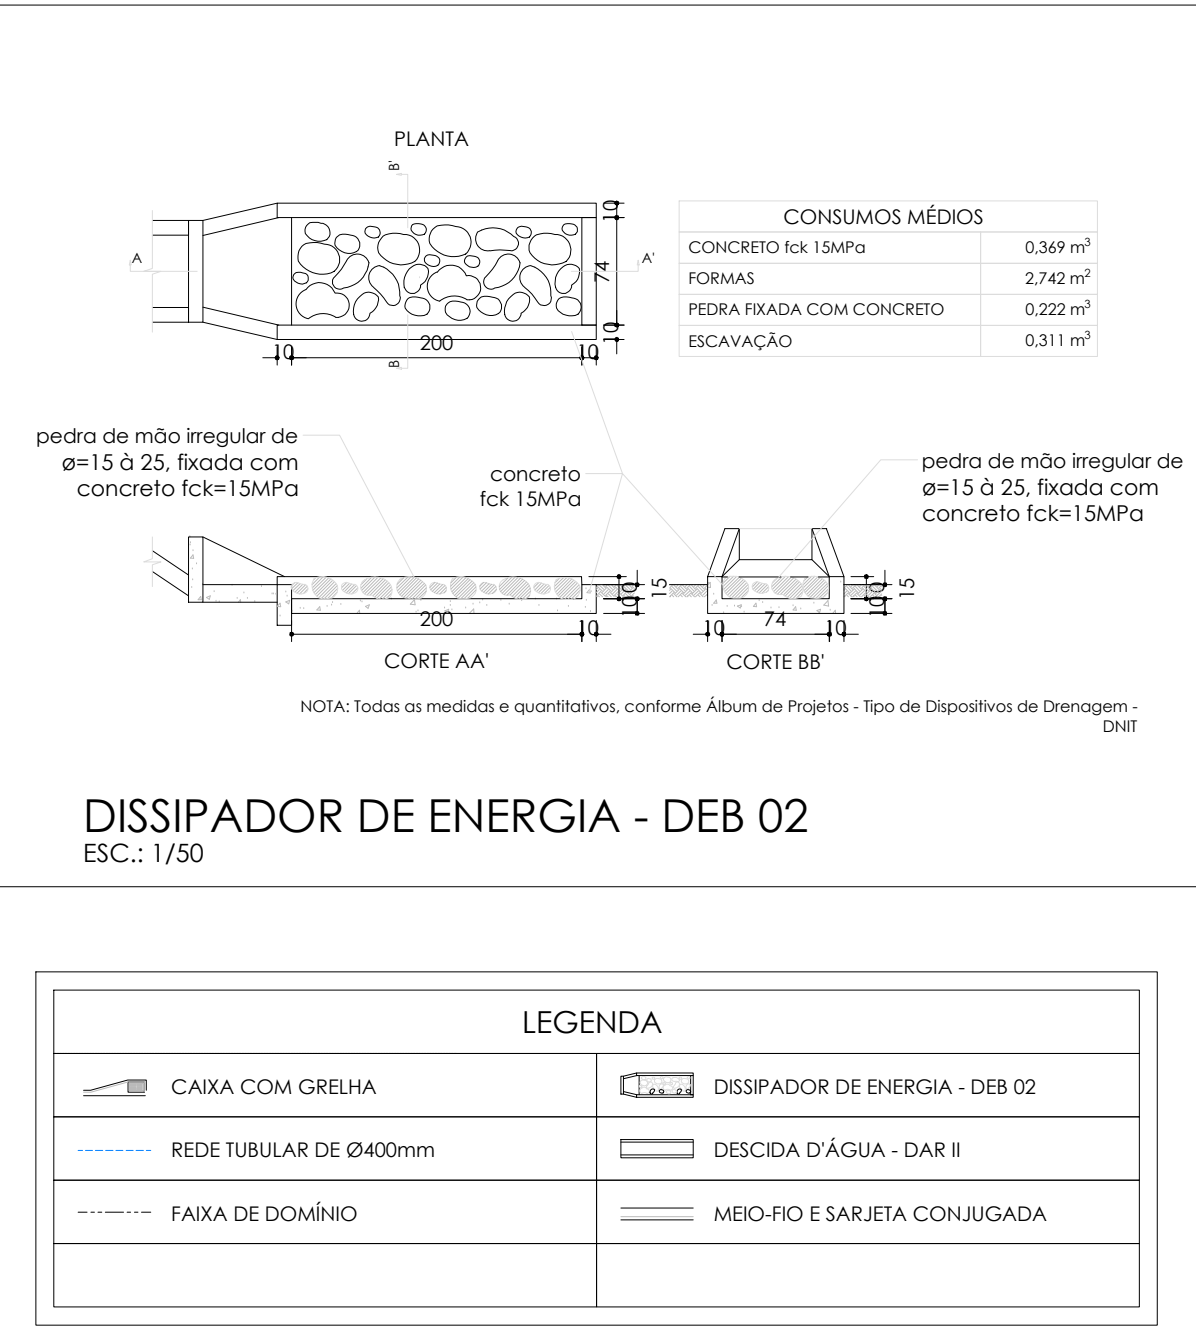 PLANTA
B'
A
A'
10
74
10
10
200
10
B
CONSUMOS MÉDIOS
CONCRETO fck 15MPa 0,369 m³
FORMAS 2,742 m²
PEDRA FIXADA COM CONCRETO 0,222 m³
ESCAVAÇÃO 0,311 m³
pedra de mão irregular de
ø=15 à 25, fixada com
concreto fck=15MPa
concreto
fck 15MPa
pedra de mão irregular de
ø=15 à 25, fixada com
concreto fck=15MPa
15
200
10
CORTE AA'
15
10
74
10
CORTE BB'
NOTA: Todas as medidas e quantitativos, conforme Álbum de Projetos - Tipo de Dispositivos de Drenagem -
DNIT
DISSIPADOR DE ENERGIA - DEB 02
ESC.: 1/50
LEGENDA
CAIXA COM GRELHA
DISSIPADOR DE ENERGIA - DEB 02
REDE TUBULAR DE Ø400mm
DESCIDA D'ÁGUA - DAR II
FAIXA DE DOMÍNIO
MEIO-FIO E SARJETA CONJUGADA